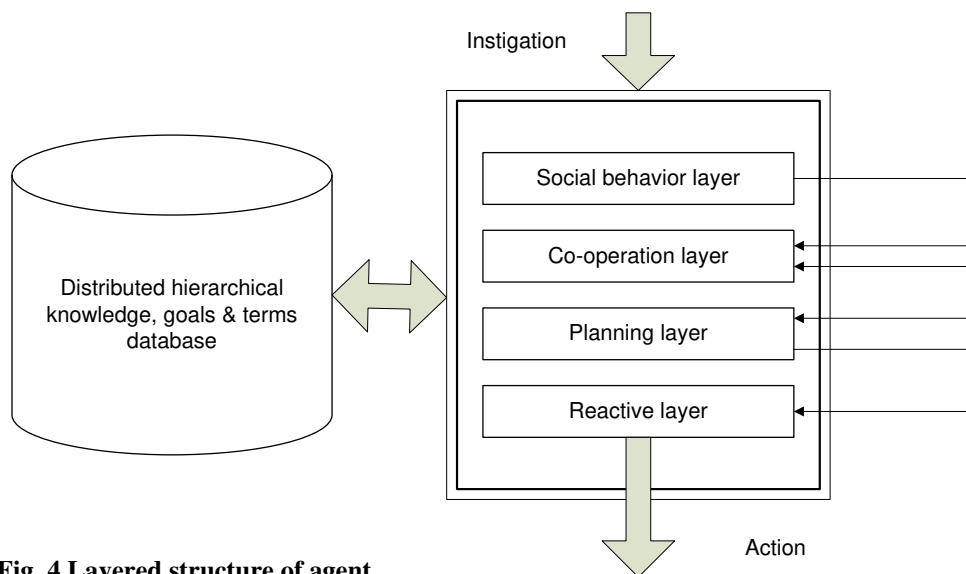 Instigation
Social behavior layer
Co-operation layer
Planning layer
Reactive layer
Distributed hierarchical
knowledge, goals & terms
database
Action
Fig. 4 Layered structure of agent